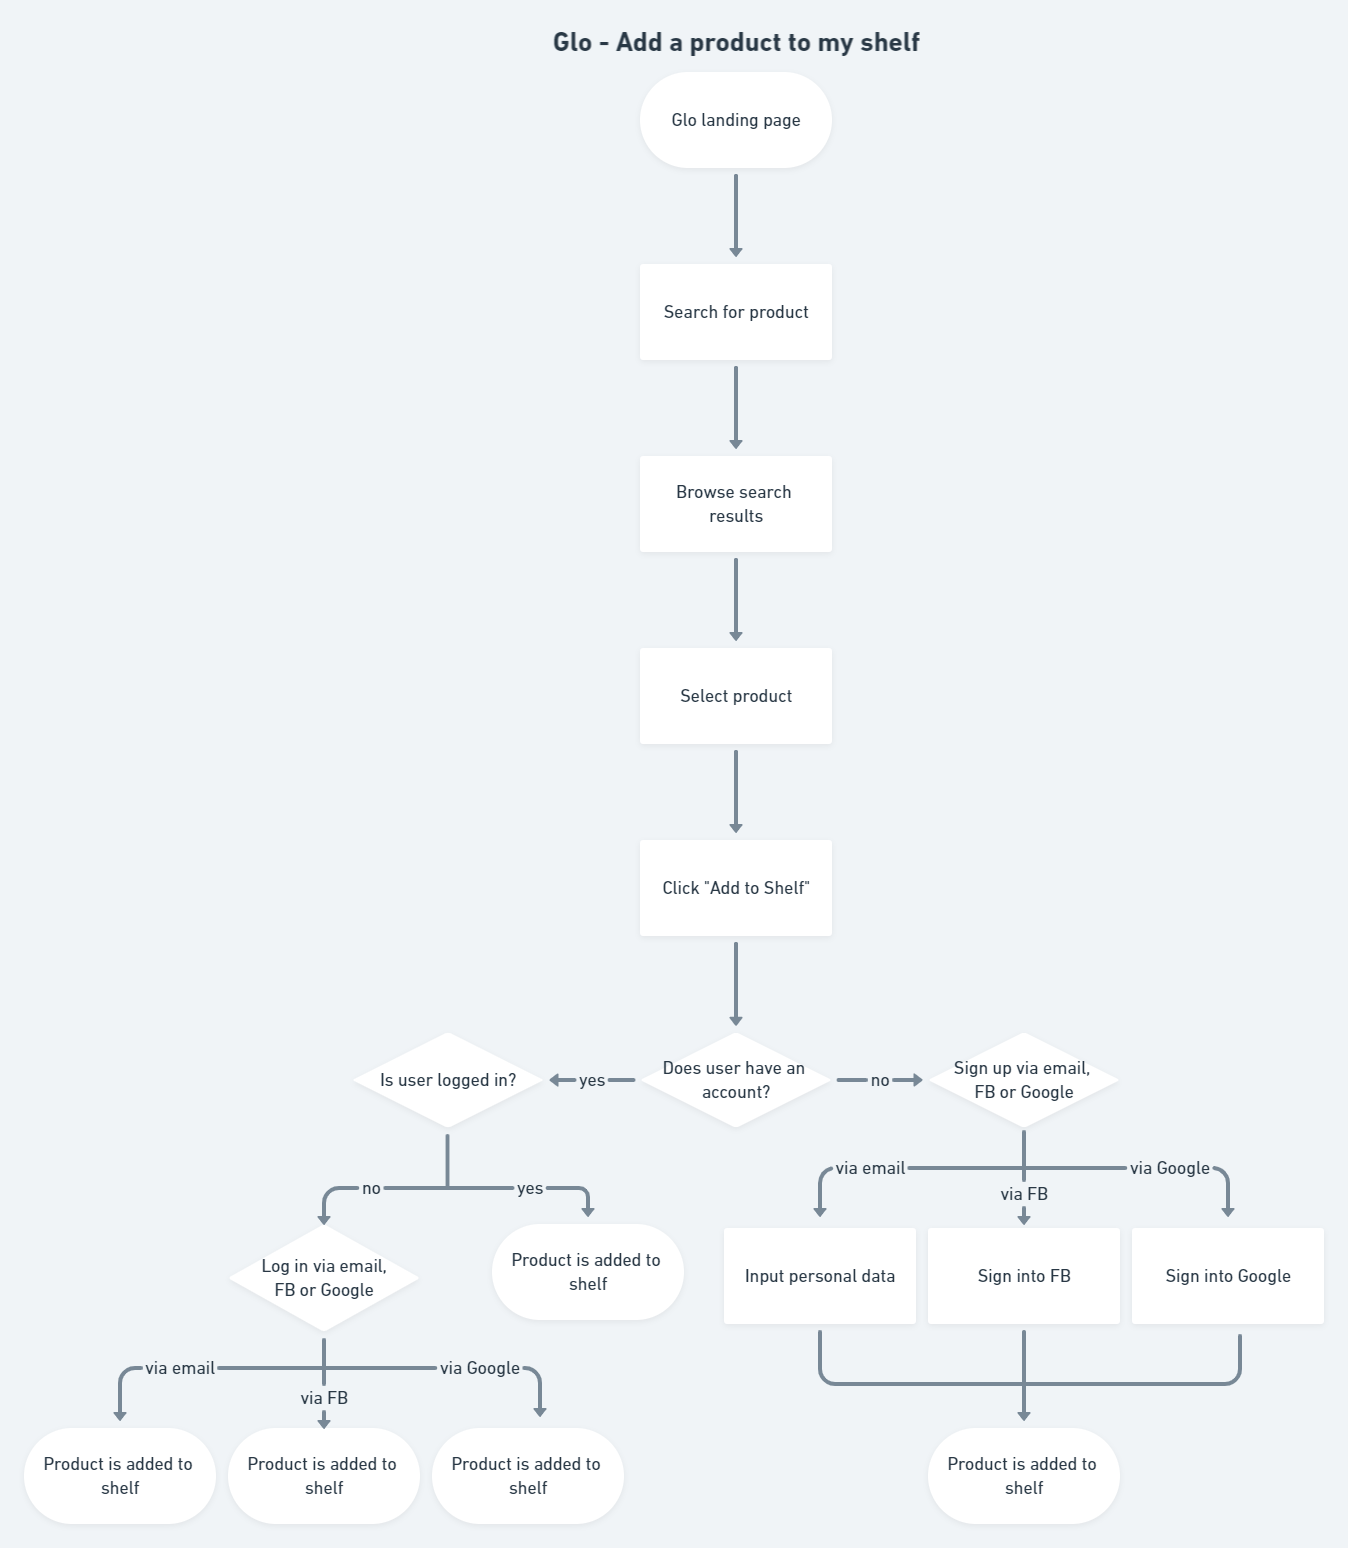 Glo - Add a product to my shelf
Glo landing page
Search for product
Browse search
results
Select product
Click "Add to Shelf"
Is user logged in?
yes
Does user have an
account?
no
Sign up via email,
FB or Google
no
yes
via email
via FB
via Google
Log in via email,
FB or Google
Product is added to
shelf
Input personal data
Sign into FB
Sign into Google
via email
via FB
via Google
Product is added to
shelf
Product is added to
shelf
Product is added to
shelf
Product is added to
shelf